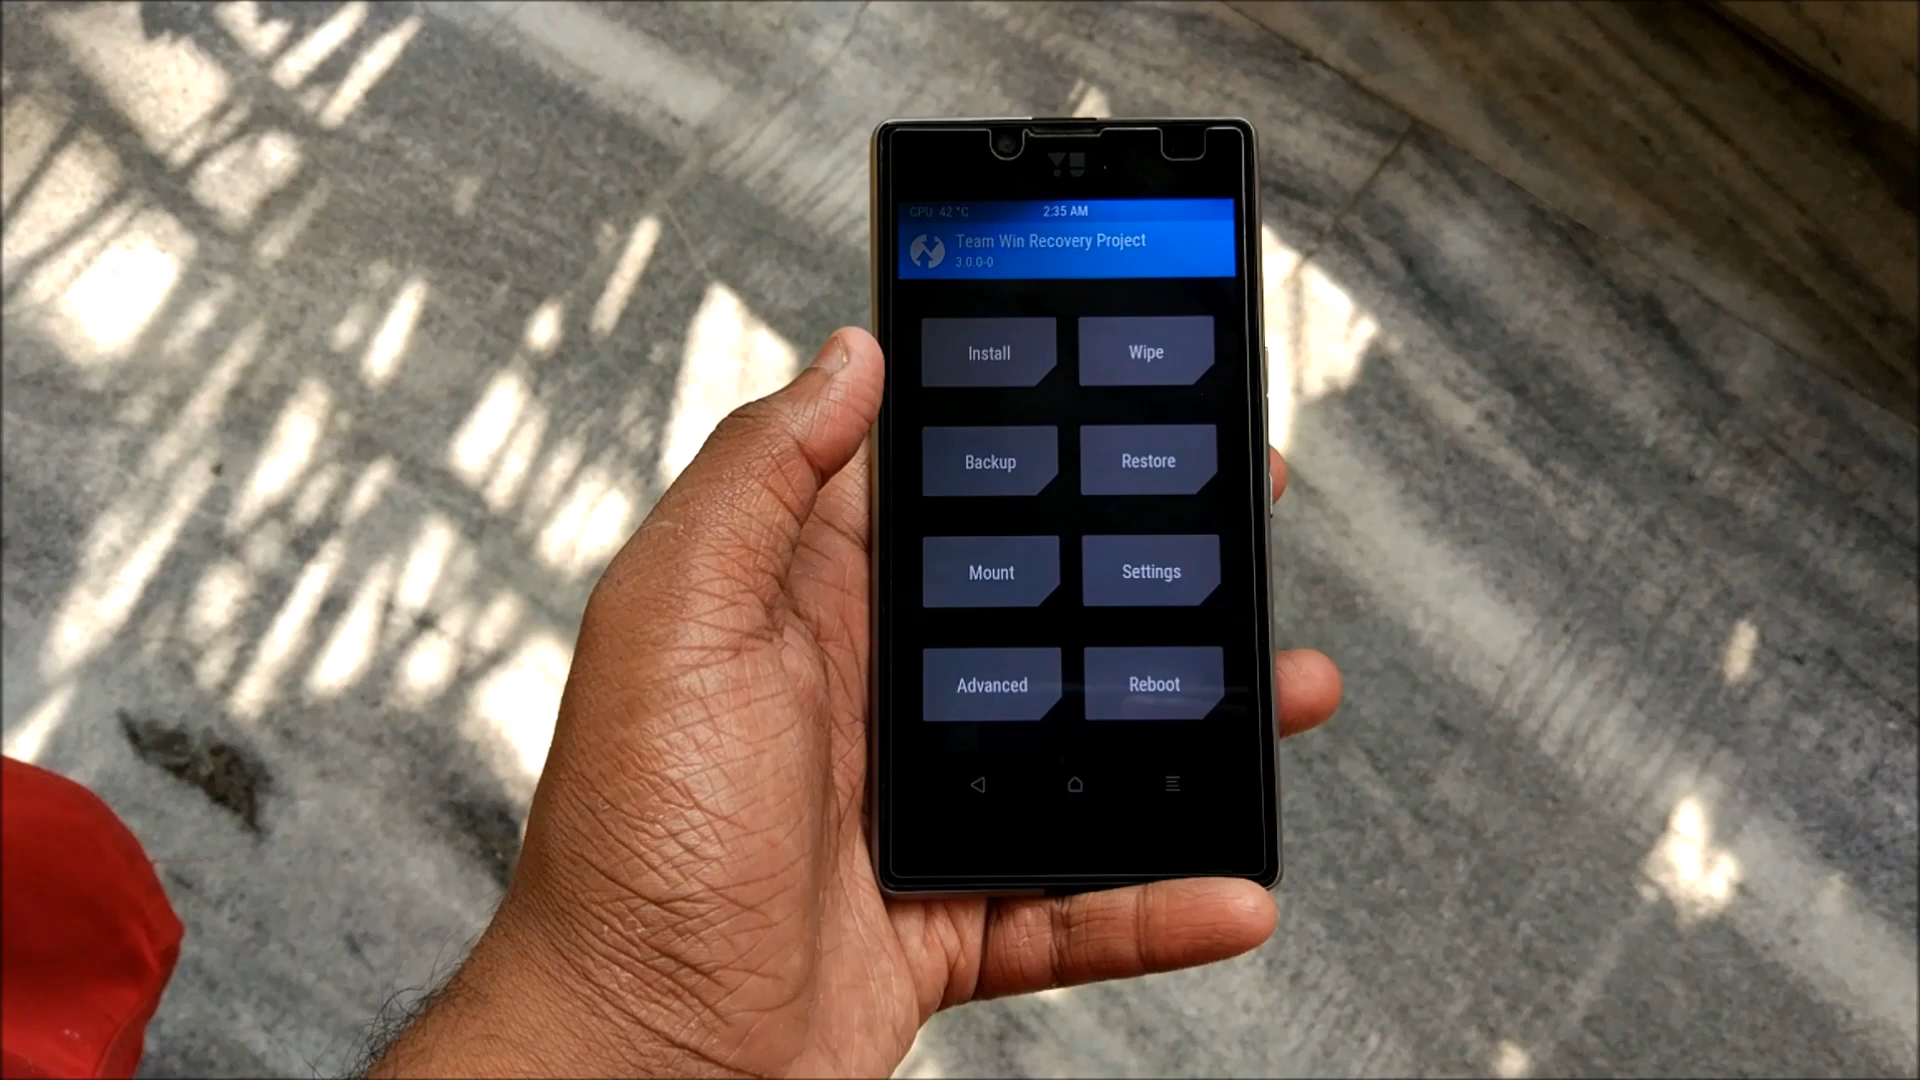 YU
CPU: 42 °C 2:35 AM
Team Win Recovery Project
3.0.0-0
Install Wipe
Backup Restore
Mount Settings
Advanced Reboot